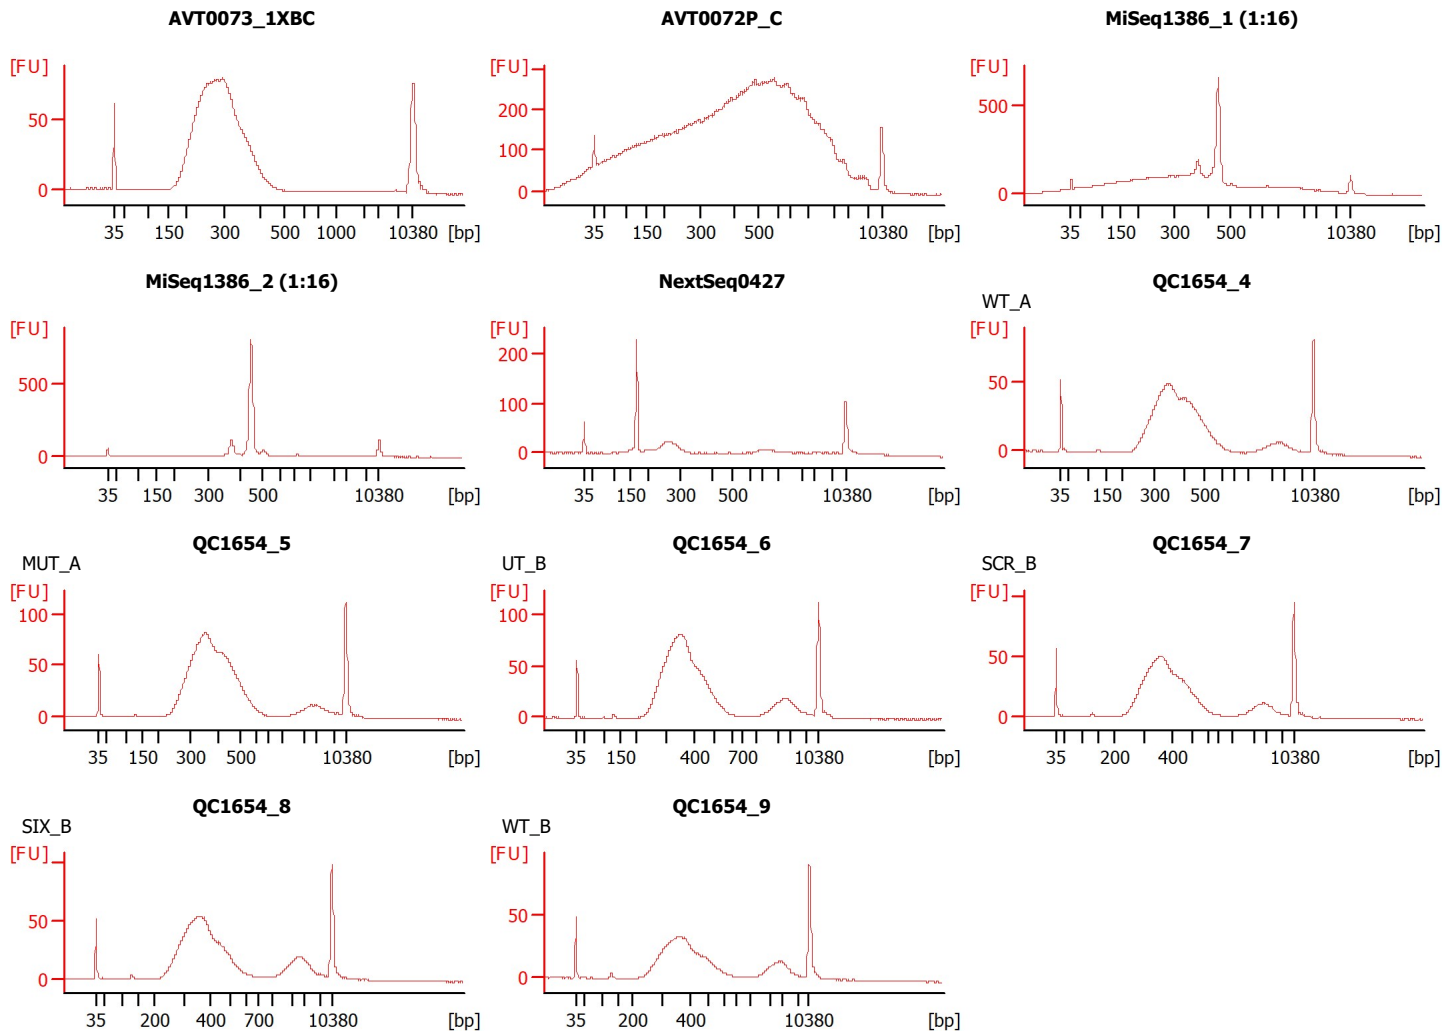 AVT0073_1XBC
[FU]
50
0
35 150 300 500 1000 10380 [bp]
AVT0072P_C
[FU]
300
200
100
0
35 150 300 500 10380 [bp]
MiSeq1386_1 (1:16)
[FU]
500
0
35 150 300 500 10380 [bp]
MiSeq1386_2 (1:16)
[FU]
500
0
35 150 300 500 10380 [bp]
NextSeq0427
[FU]
200
100
0
35 150 300 500 10380 [bp]
QC1654_4
WT_A
[FU]
50
0
35 150 300 500 10380 [bp]
QC1654_5
MUT_A
[FU]
100
50
0
35 150 300 500 10380 [bp]
QC1654_6
UT_B
[FU]
100
50
0
35 150 400 700 10380 [bp]
QC1654_7
SCR_B
[FU]
50
0
35 200 400 10380 [bp]
QC1654_8
SIX_B
[FU]
50
0
35 200 400 700 10380 [bp]
QC1654_9
WT_B
[FU]
50
0
35 200 400 10380 [bp]